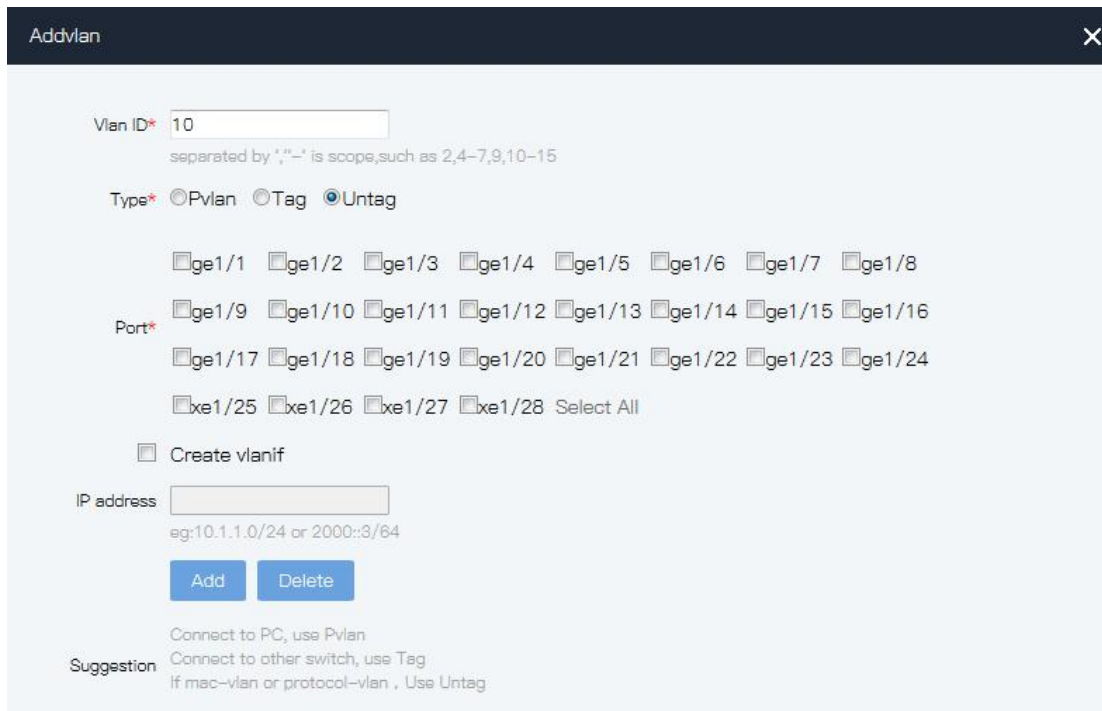 Addvlan
Vlan ID* 10
separated by ',''-' is scope,such as 2,4-7,9,10-15
Type* Pvlan Tag Untag
ge1/1 ge1/2 ge1/3 ge1/4 ge1/5 ge1/6 ge1/7 ge1/8
ge1/9 ge1/10 ge1/11 ge1/12 ge1/13 ge1/14 ge1/15 ge1/16
Port*
ge1/17 ge1/18 ge1/19 ge1/20 ge1/21 ge1/22 ge1/23 ge1/24
xe1/25 xe1/26 xe1/27 xe1/28 Select All
Create vlanif
IP address
eg:10.1.1.0/24 or 2000::3/64
Add Delete
Connect to PC, use Pvlan
Suggestion Connect to other switch, use Tag
If mac-vlan or protocol-vlan , Use Untag